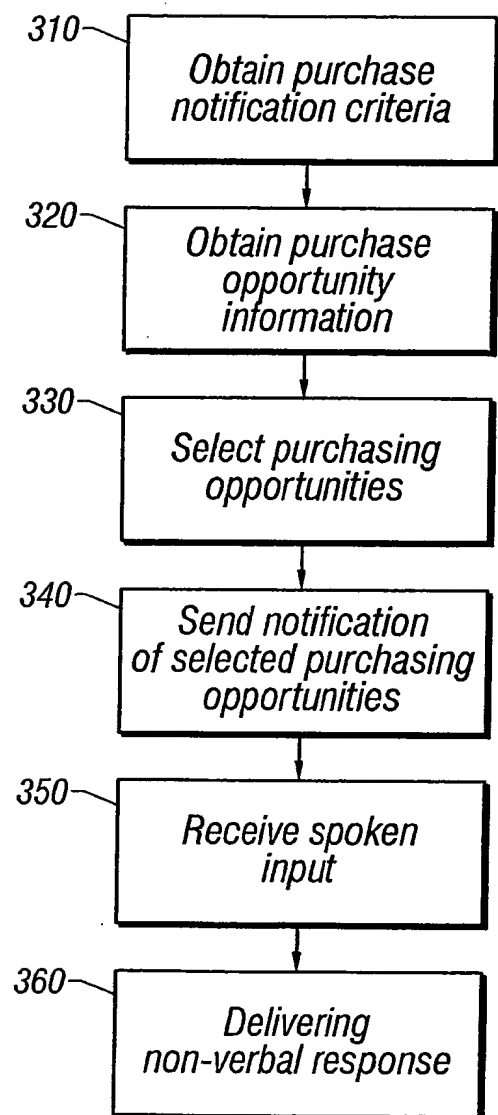 310
Obtain purchase
notification criteria
320
Obtain purchase
opportunity
information
330
Select purchasing
opportunities
340
Send notification
of selected purchasing
opportunities
350
Receive spoken
input
360
Delivering
non-verbal response